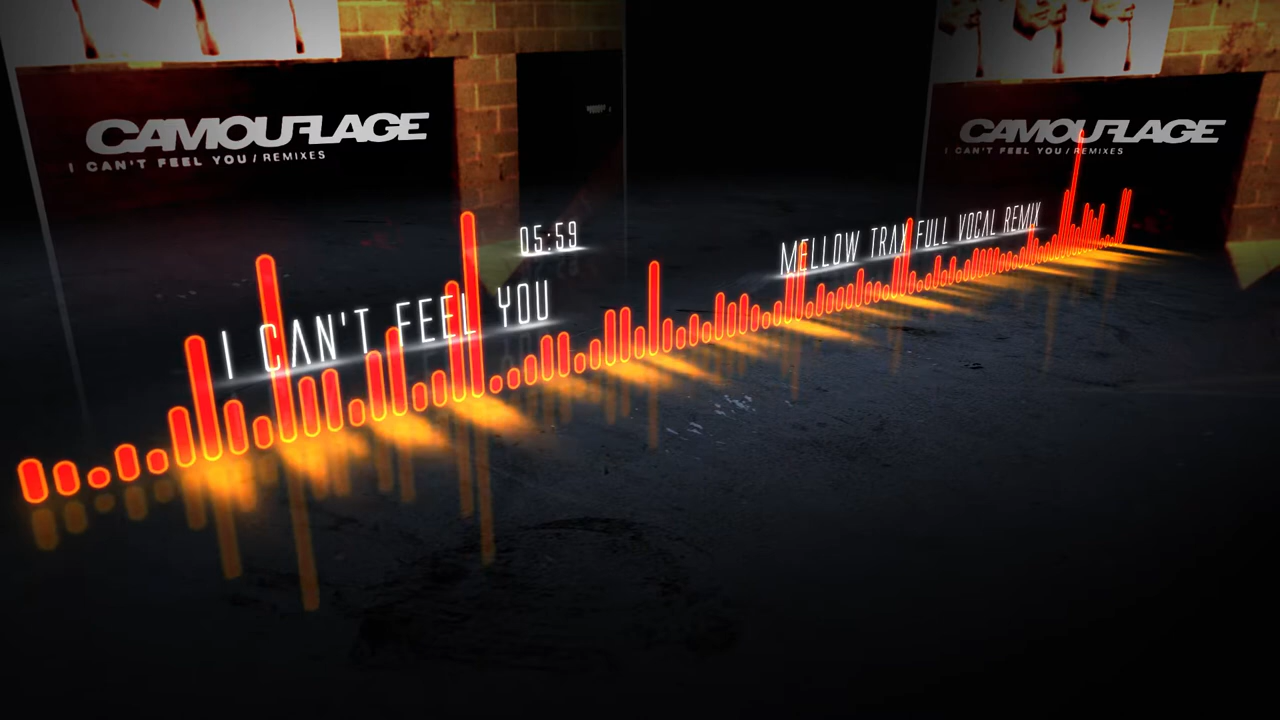 CAMOUFLAGE
I CAN'T FEEL YOU / REMIXES
CAMOUFLAGE
I CAN'T FEEL YOU / REMIXES
05:59
I CAN'T FEEL YOU
MELLOW TRAX FULL VOCAL REMIX